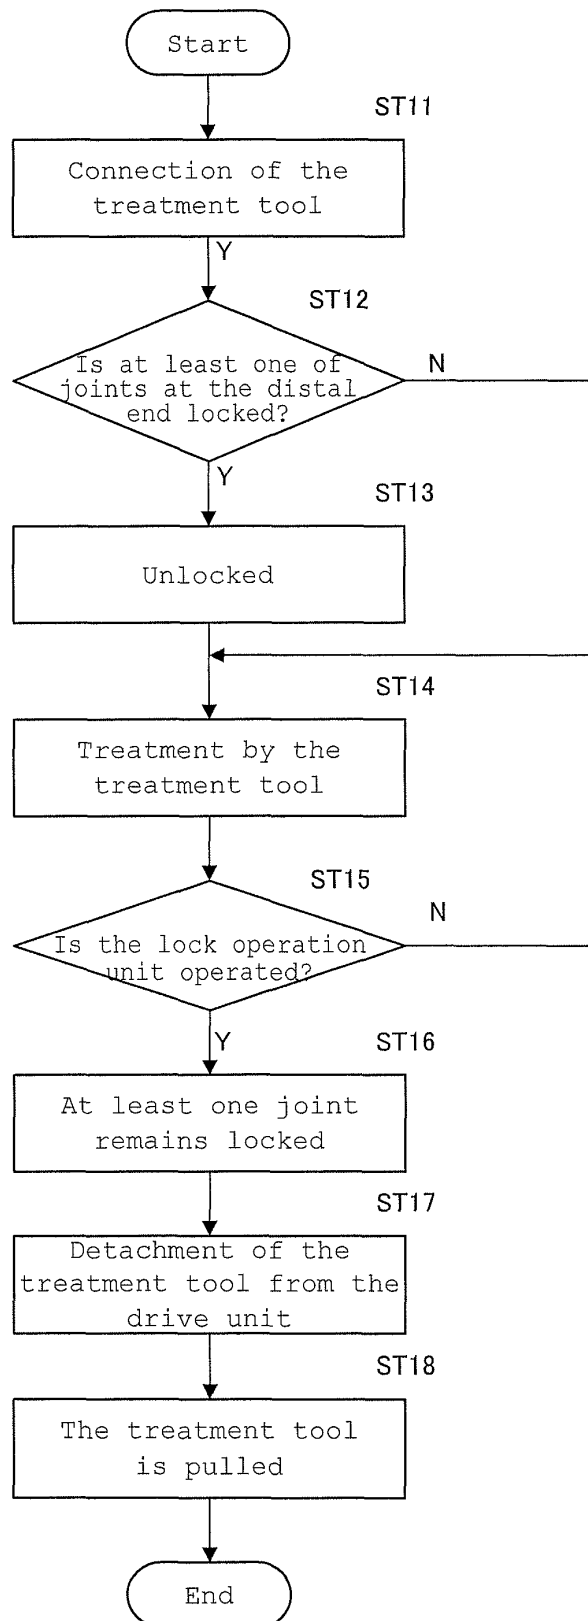 Start
ST11
Connection of the
treatment tool
Y
ST12
Is at least one of
joints at the distal
end locked?
N
Y
ST13
Unlocked
ST14
Treatment by the
treatment tool
ST15
Is the lock operation
unit operated?
N
Y
ST16
At least one joint
remains locked
ST17
Detachment of the
treatment tool from the
drive unit
ST18
The treatment tool
is pulled
End